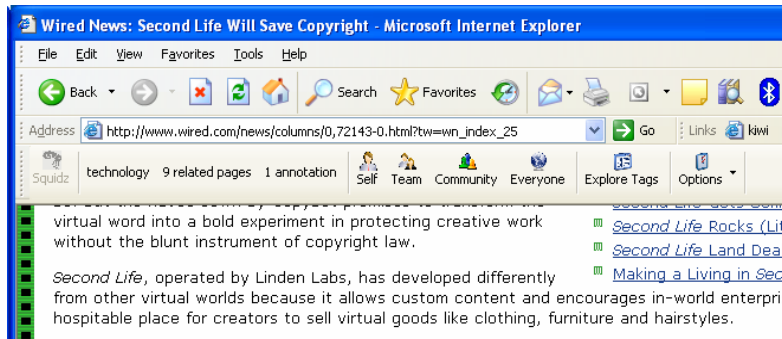 Wired News: Second Life Will Save Copyright - Microsoft Internet Explorer
File Edit View Favorites Tools Help
Back Search Favorites
Address http://www.wired.com/news/columns/0,72143-0.html?tw=wn_index_25 Go Links kiwi
Squidz technology 9 related pages 1 annotation Self Team Community Everyone Explore Tags Options
virtual word into a bold experiment in protecting creative work
without the blunt instrument of copyright law.
Second Life Rocks (Lit
Second Life Land Dea
Making a Living in Sec
Second Life, operated by Linden Labs, has developed differently
from other virtual worlds because it allows custom content and encourages in-world enterpri
hospitable place for creators to sell virtual goods like clothing, furniture and hairstyles.